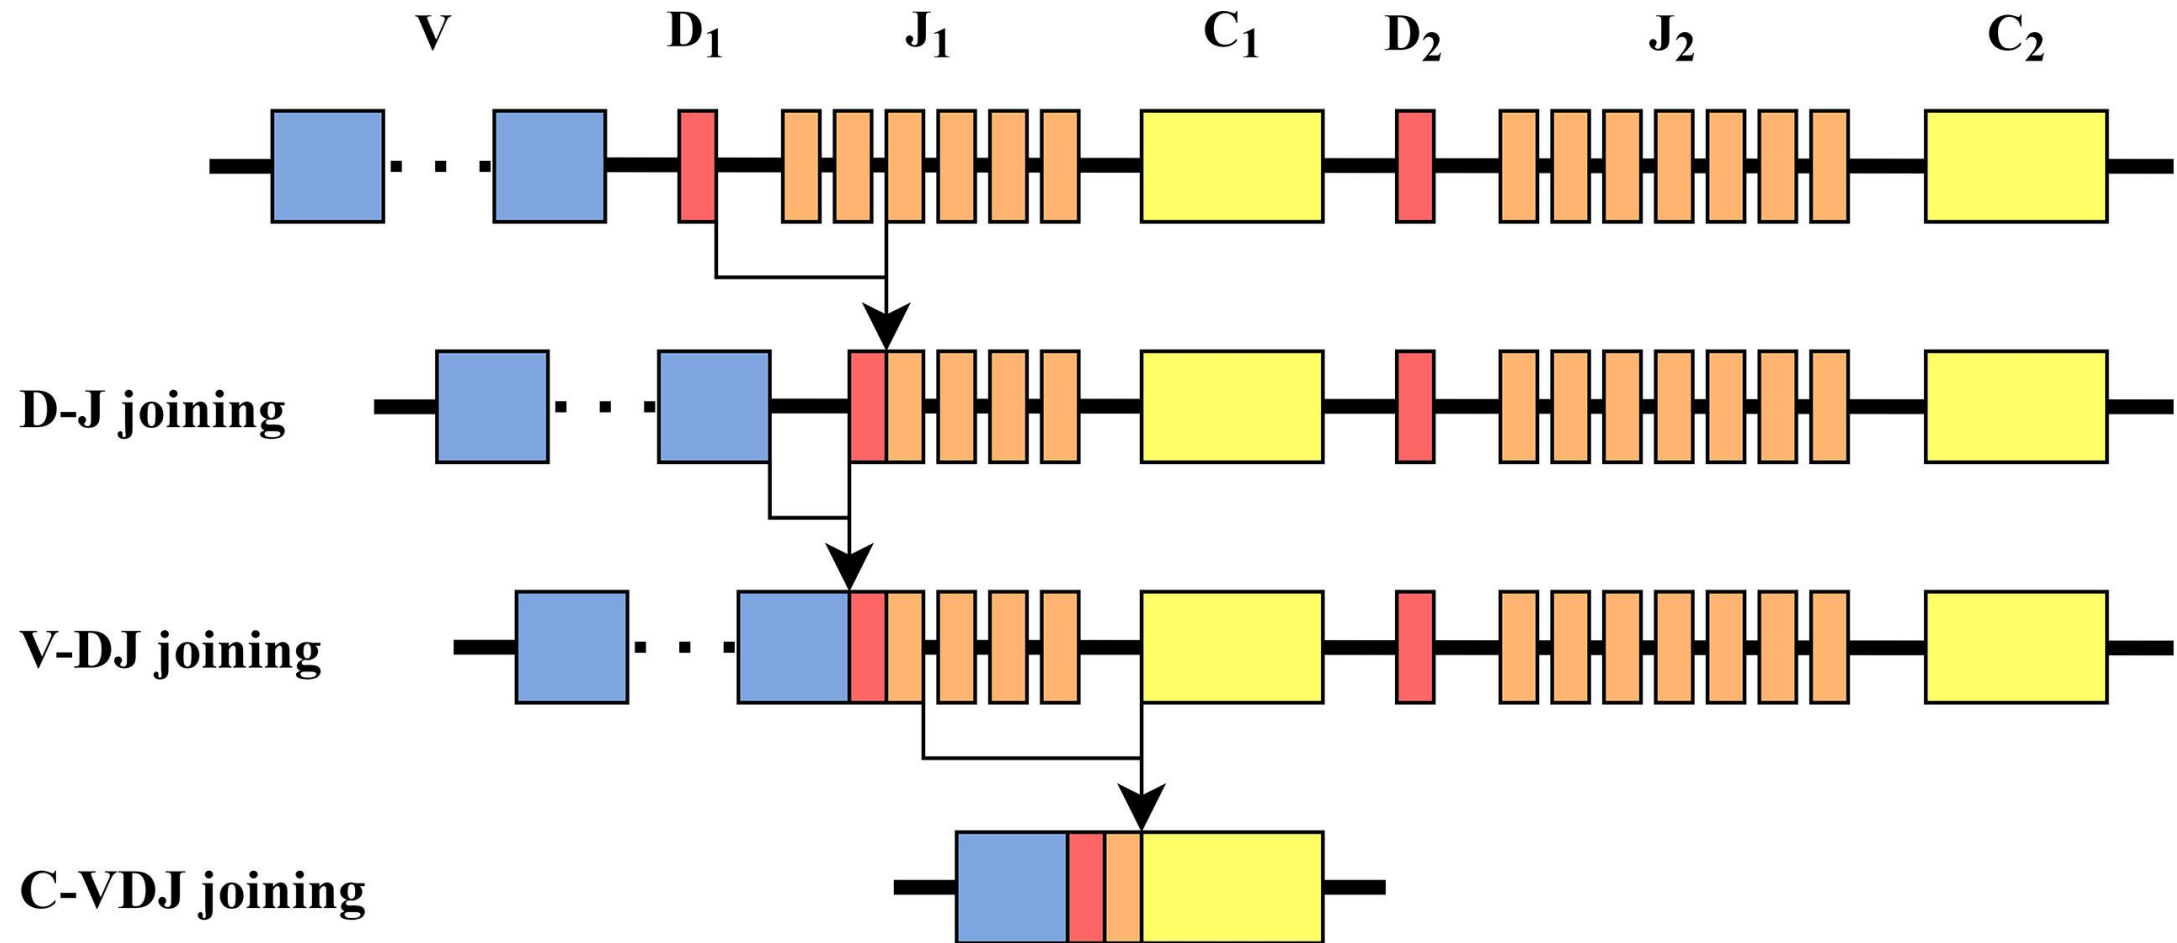 V D₁ J₁ C₁ D₂ J₂ C₂
D-J joining
V-DJ joining
C-VDJ joining